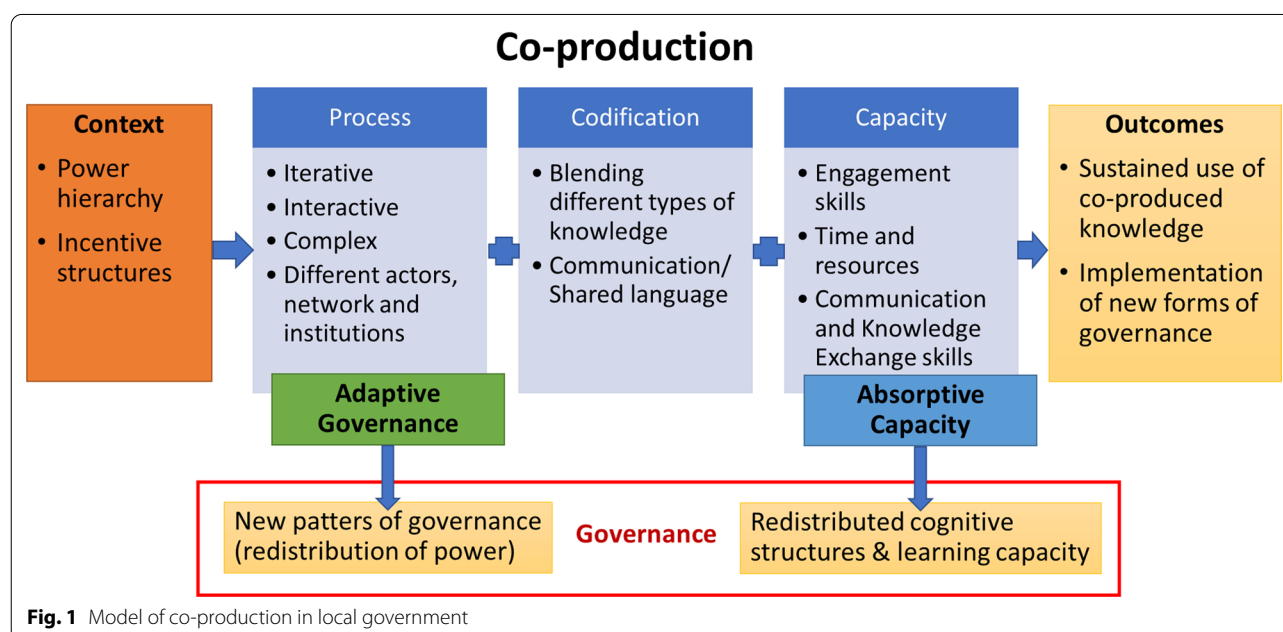 Co-production
Context
• Power
hierarchy
• Incentive
structures
Process
• Iterative
• Interactive
• Complex
• Different actors,
network and
institutions
Codification
• Blending
different types of
knowledge
• Communication/
Shared language
Capacity
• Engagement
skills
• Time and
resources
• Communication
and Knowledge
Exchange skills
Outcomes
• Sustained use of
co-produced
knowledge
• Implementation
of new forms of
governance
Adaptive
Governance
Absorptive
Capacity
New patters of governance
(redistribution of power)
Governance
Redistributed cognitive
structures & learning capacity
Fig. 1 Model of co-production in local government